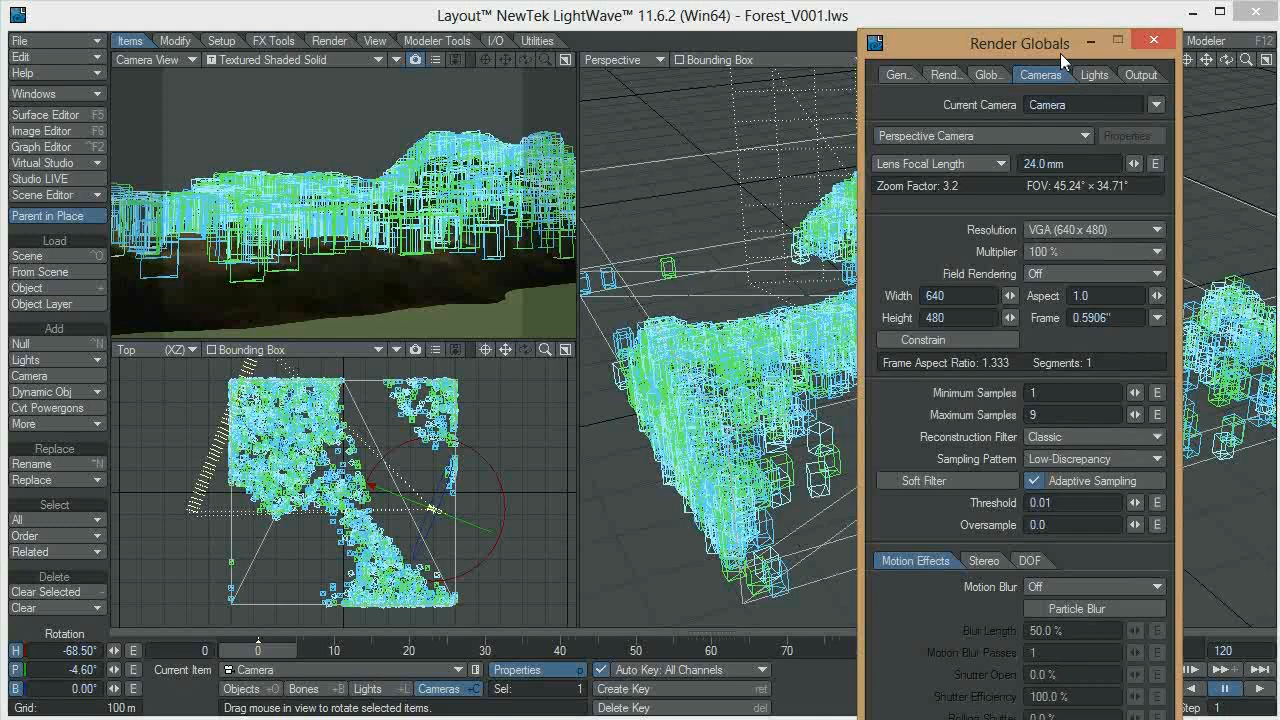 Layout™ NewTek LightWave™ 11.6.2 (Win64) - Forest_V001.lws
File
Edit
Help
Windows
Surface Editor F5
Image Editor F6
Graph Editor ^F2
Virtual Studio
Studio LIVE
Scene Editor
Parent in Place
Load
Scene ^O
From Scene
Object +
Object Layer
Add
Null ^N
Lights
Camera
Dynamic Obj
Cvt Powergons
More
Replace
Rename ^N
Replace
Select
All
Order
Related
Delete
Clear Selected -
Clear
Items Modify Setup FX Tools Render View Modeler Tools I/O Utilities
Modeler F12
Camera View Textured Shaded Solid
Perspective Bounding Box
Top (XZ) Bounding Box
Render Globals
Gen... Rend... Glob... Cameras Lights Output
Current Camera Camera
Perspective Camera Properties
Lens Focal Length 24.0 mm E
Zoom Factor: 3.2 FOV: 45.24° × 34.71°
Resolution VGA (640 x 480)
Multiplier 100 %
Field Rendering Off
Width 640 Aspect 1.0
Height 480 Frame 0.5906"
Constrain
Frame Aspect Ratio: 1.333 Segments: 1
Minimum Samples 1 E
Maximum Samples 9 E
Reconstruction Filter Classic
Sampling Pattern Low-Discrepancy
Soft Filter Adaptive Sampling
Threshold 0.01 E
Oversample 0.0 E
Motion Effects Stereo DOF
Motion Blur Off
Particle Blur
Blur Length 50.0 % E
Motion Blur Passes 1 E
Shutter Open 0.0 % E
Shutter Efficiency 100.0 % E
Rolling Shutter 0.0 % E
0 10 20 30 40 50 60 70
Rotation
H -68.50° E 0 0 120
P -4.60° E Current Item Camera Properties p Auto Key: All Channels
B 0.00° E Objects +O Bones +B Lights +L Cameras +C Sel: 1 Create Key ret
Grid: 100 m Drag mouse in view to rotate selected items. Delete Key del
Step 1